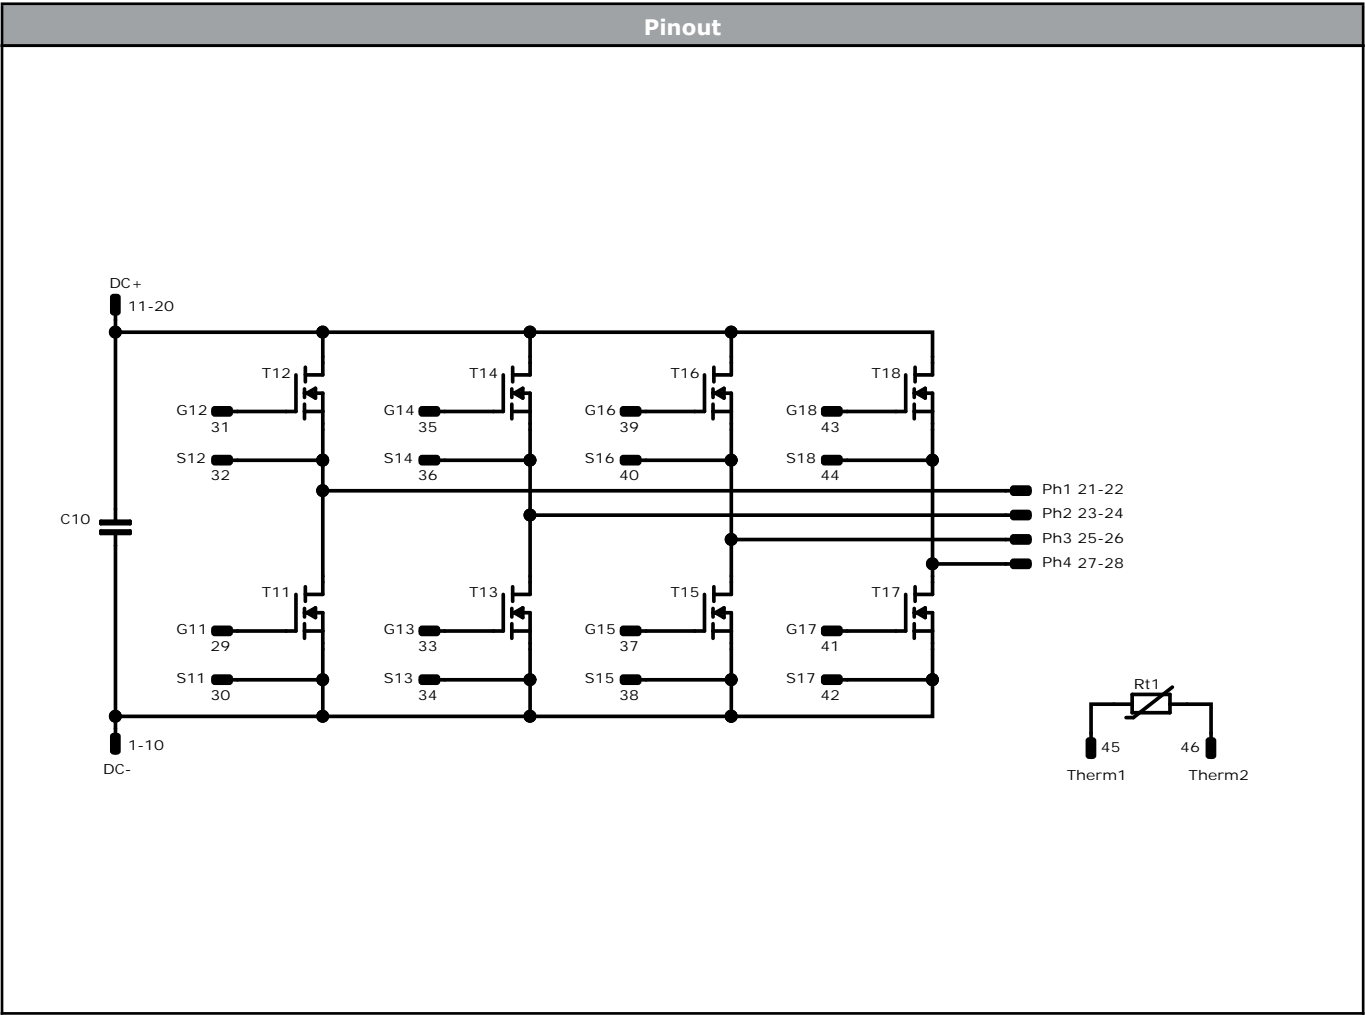 Pinout
DC+
11-20
T12 T14 T16 T18
G12 G14 G16 G18
31 35 39 43
S12 S14 S16 S18
32 36 40 44
Ph1 21-22
Ph2 23-24
C10
Ph3 25-26
Ph4 27-28
T11 T13 T15 T17
G11 G13 G15 G17
29 33 37 41
S11 S13 S15 S17
30 34 38 42
Rt1
1-10
45 46
DC-
Therm1 Therm2